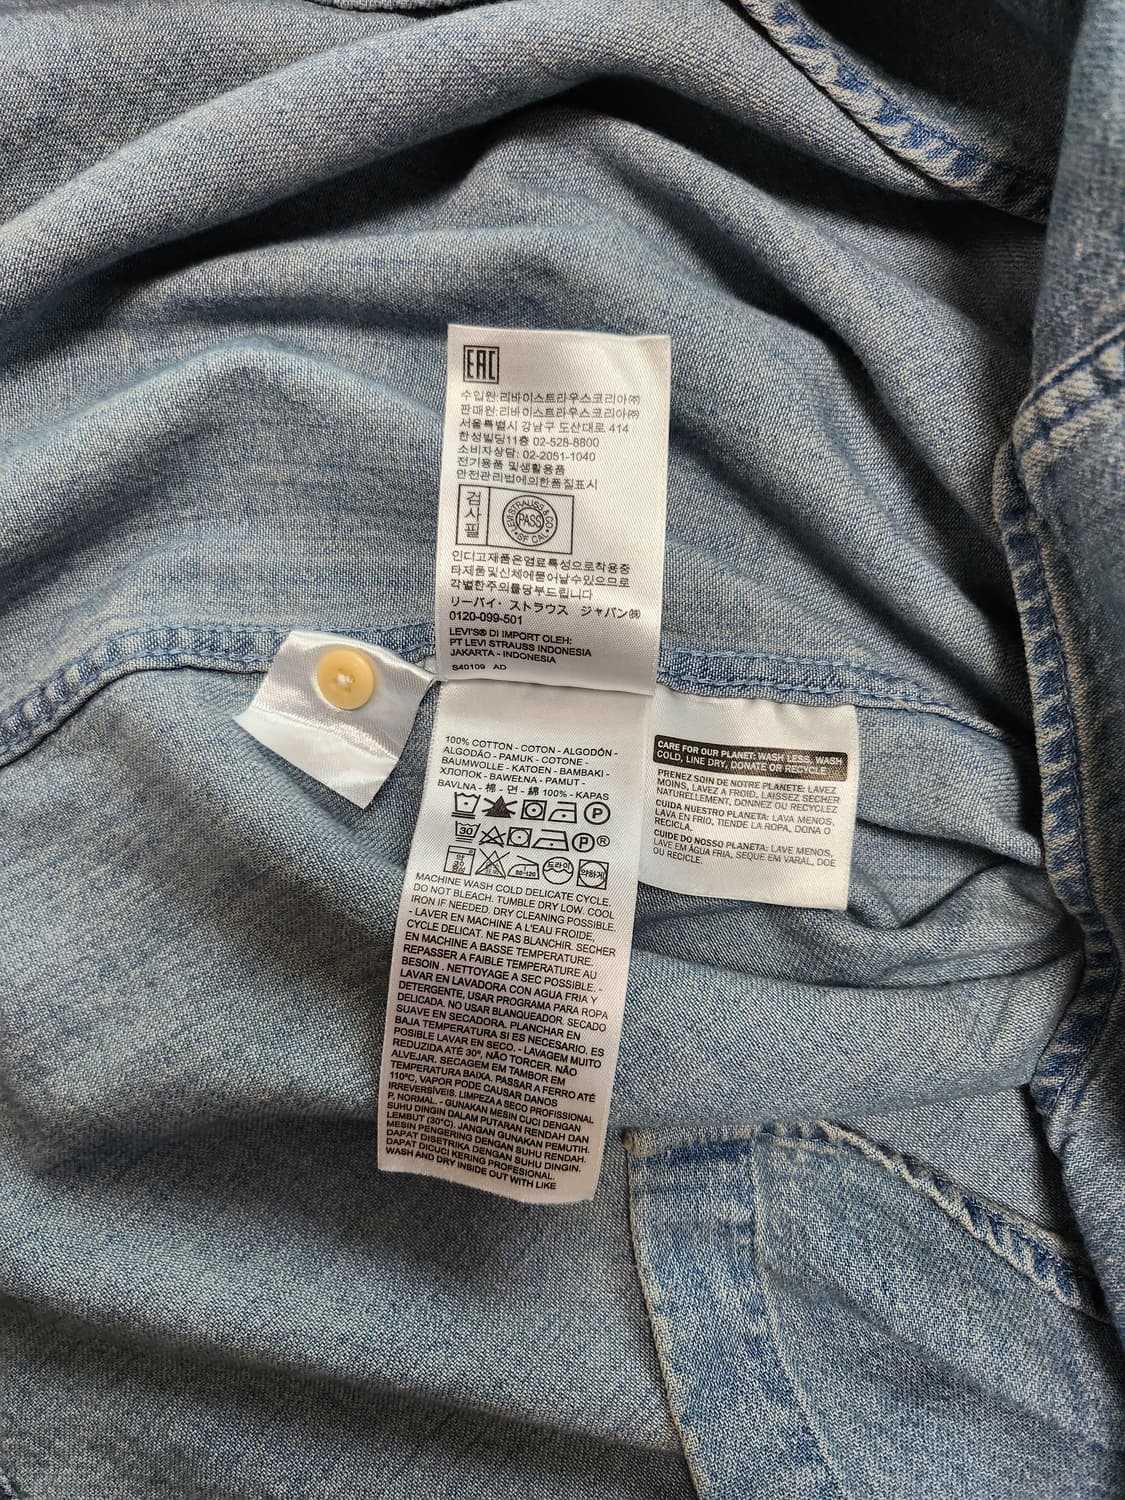 EAC
수입원:리바이스트라우스코리아㈜
판매원:리바이스트라우스코리아㈜
서울특별시 강남구 도산대로 414
한성빌딩11층 02-528-8800
소비자상담: 02-2051-1040
전기용품 및생활용품
안전관리법에의한품질표시
검사필
LEVI STRAUSS & CO
PASS
SF CAL
인디고제품은염료특성으로착용중
타제품및신체에묻어날수있으므로
각별한주의를당부드립니다
リーバイ・ストラウス ジャパン㈱
0120-099-501
LEVI'S® DI IMPORT OLEH:
PT LEVI STRAUSS INDONESIA
JAKARTA - INDONESIA
S40109 AD
100% COTTON - COTON - ALGODÓN -
ALGODÃO - PAMUK - COTONE -
BAUMWOLLE - KATOEN - BAMBAKI -
ХЛОПОК - BAWEŁNA - PAMUT -
BAVLNA - 棉 - 면 - 綿 100% - KAPAS
P
30 P ®
80-120 드라이 약하게
MACHINE WASH COLD DELICATE CYCLE.
DO NOT BLEACH. TUMBLE DRY LOW. COOL
IRON IF NEEDED. DRY CLEANING POSSIBLE.
- LAVER EN MACHINE A L'EAU FROIDE,
CYCLE DELICAT. NE PAS BLANCHIR. SECHER
EN MACHINE A BASSE TEMPERATURE.
REPASSER A FAIBLE TEMPERATURE AU
BESOIN . NETTOYAGE A SEC POSSIBLE. -
LAVAR EN LAVADORA CON AGUA FRIA Y
DETERGENTE, USAR PROGRAMA PARA ROPA
DELICADA. NO USAR BLANQUEADOR. SECADO
SUAVE EN SECADORA. PLANCHAR EN
BAJA TEMPERATURA SI ES NECESARIO. ES
POSIBLE LAVAR EN SECO. - LAVAGEM MUITO
REDUZIDA ATÉ 30º, NÃO TORCER. NÃO
ALVEJAR. SECAGEM EM TAMBOR EM
TEMPERATURA BAIXA. PASSAR A FERRO ATÉ
110ºC, VAPOR PODE CAUSAR DANOS
IRREVERSÍVEIS. LIMPEZA A SECO PROFISSIONAL
P, NORMAL. - GUNAKAN MESIN CUCI DENGAN
SUHU DINGIN DALAM PUTARAN RENDAH DAN
LEMBUT (30°C). JANGAN GUNAKAN PEMUTIH.
MESIN PENGERING DENGAN SUHU RENDAH.
DAPAT DISETRIKA DENGAN SUHU DINGIN.
DAPAT DICUCI KERING PROFESIONAL.
WASH AND DRY INSIDE OUT WITH LIKE
CARE FOR OUR PLANET: WASH LESS, WASH
COLD, LINE DRY, DONATE OR RECYCLE
PRENEZ SOIN DE NOTRE PLANETE: LAVEZ
MOINS, LAVEZ A FROID, LAISSEZ SECHER
NATURELLEMENT, DONNEZ OU RECYCLEZ
CUIDA NUESTRO PLANETA: LAVA MENOS,
LAVA EN FRIO, TIENDE LA ROPA, DONA O
RECICLA.
CUIDE DO NOSSO PLANETA: LAVE MENOS,
LAVE EM ÁGUA FRIA, SEQUE EM VARAL, DOE
OU RECICLE.